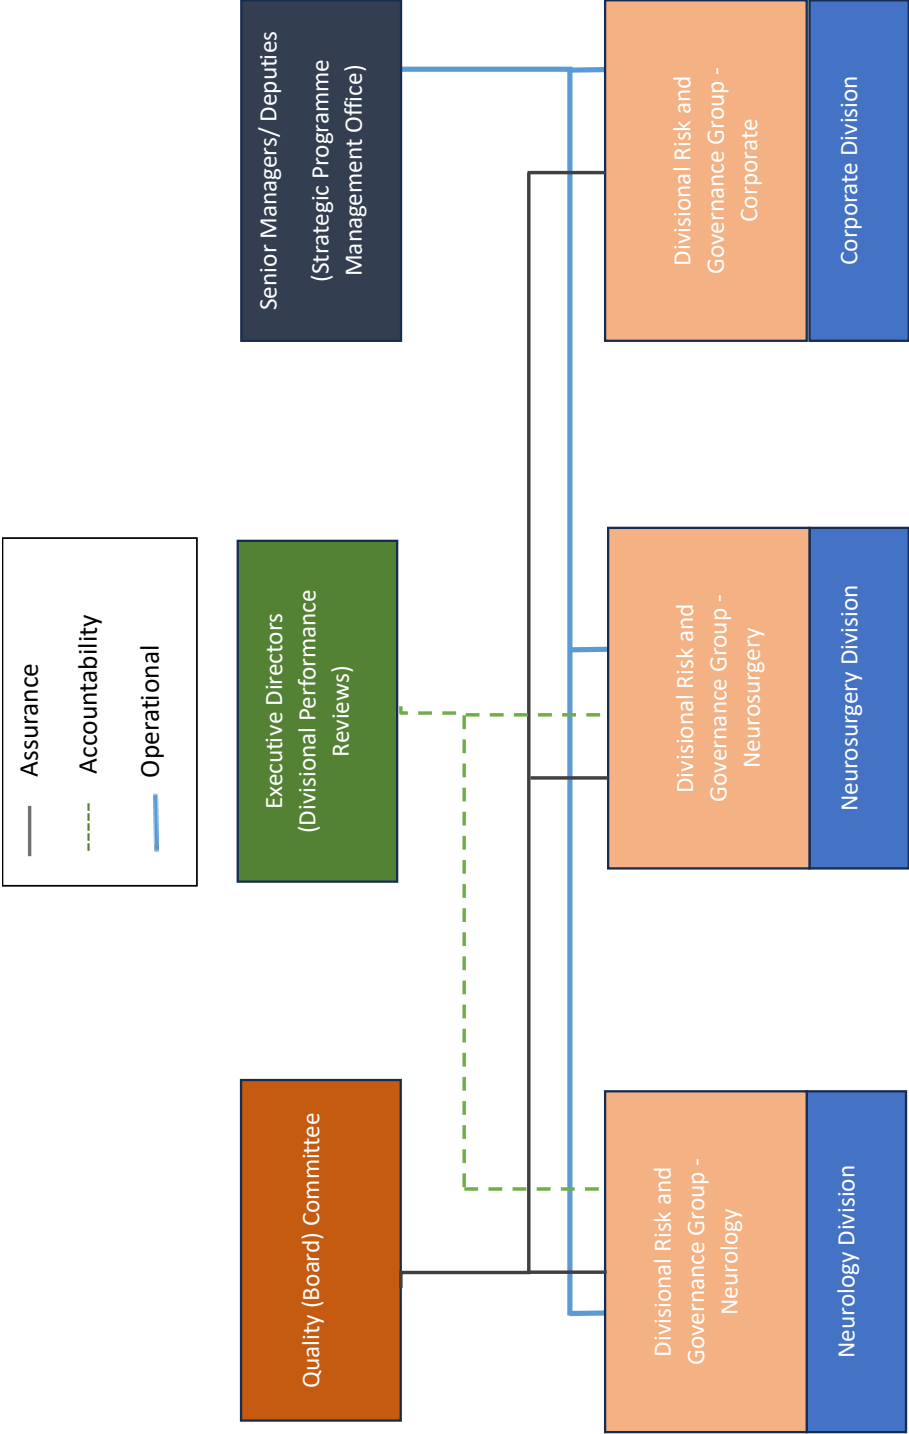 Assurance
Accountability
Operational
Quality (Board) Committee
Executive Directors
(Divisional Performance
Reviews)
Senior Managers/ Deputies
(Strategic Programme
Management Office)
Divisional Risk and
Governance Group -
Neurology
Neurology Division
Divisional Risk and
Governance Group -
Neurosurgery
Neurosurgery Division
Divisional Risk and
Governance Group -
Corporate
Corporate Division